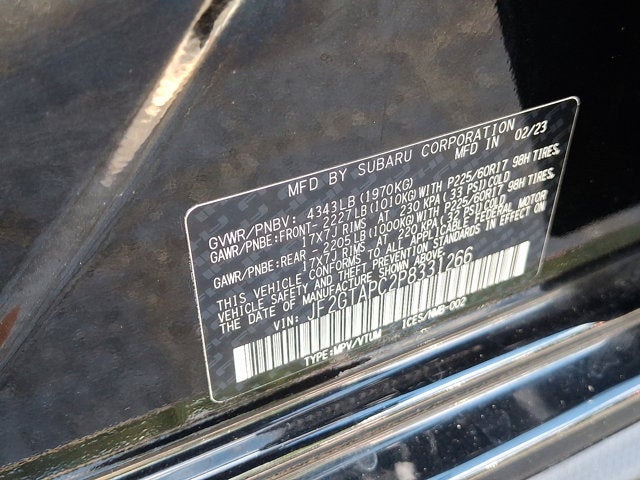 MFD BY SUBARU CORPORATION MFD IN 02/23
GVWR/PNBV: 4343LB (1970KG)
GAWR/PNBE:FRONT- 2227LB(1010KG)WITH P225/60R17 98H TIRES,
17X7J RIMS AT 230 KPA(33 PSI)COLD
GAWR/PNBE:REAR - 2205LB(1000KG)WITH P225/60R17 98H TIRES,
17X7J RIMS AT 220 KPA(32 PSI)COLD
THIS VEHICLE CONFORMS TO ALL APPLICABLE FEDERAL MOTOR
VEHICLE SAFETY AND THEFT PREVENTION STANDARDS IN EFFECT ON
THE DATE OF MANUFACTURE SHOWN ABOVE.
VIN: JF2GTAPC2P8331266
TYPE:MPV/VTUM ICES/NMB-002